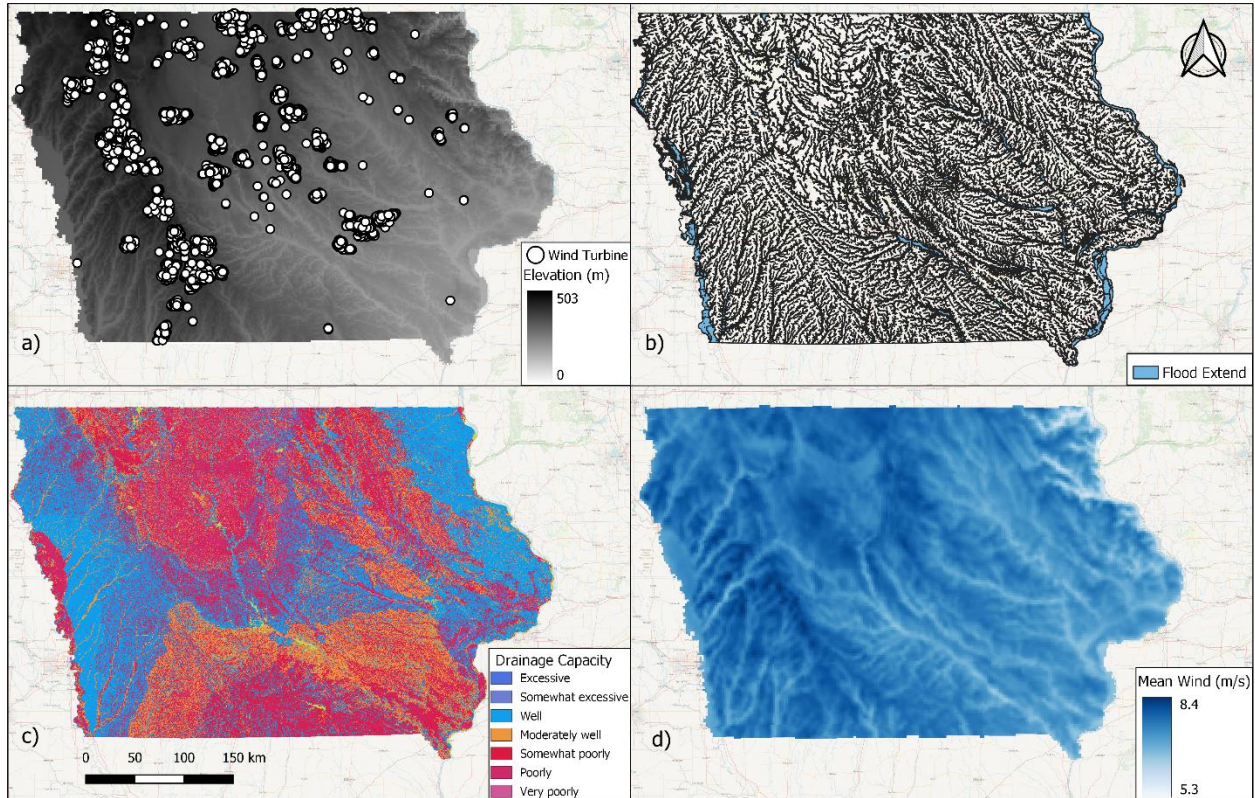 Wind Turbine
Elevation (m)
503
0
a)
b)
Flood Extend
c)
0 50 100 150 km
Drainage Capacity
Excessive
Somewhat excessive
Well
Moderately well
Somewhat poorly
Poorly
Very poorly
d)
Mean Wind (m/s)
8.4
5.3